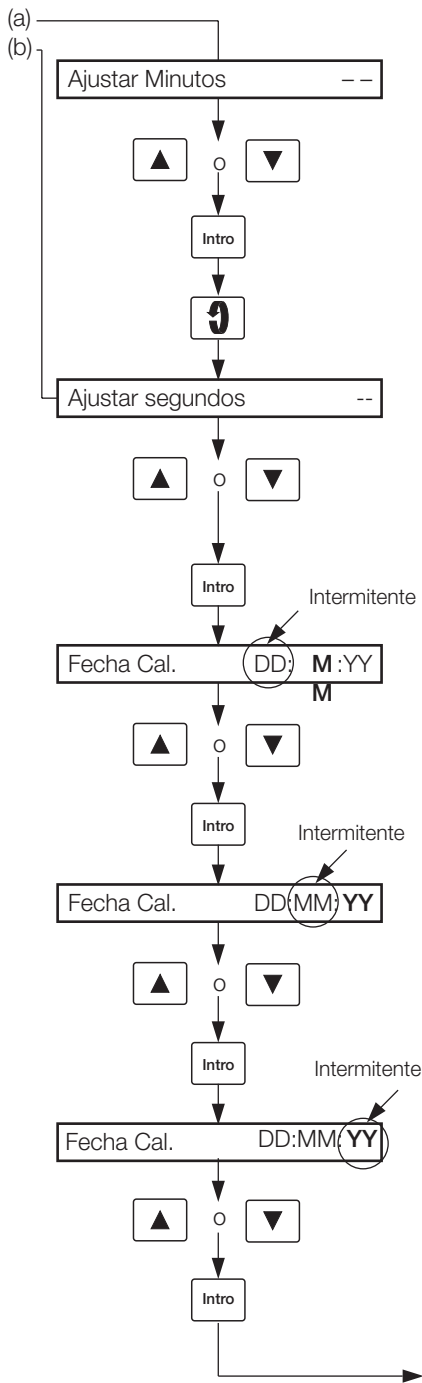 (a)
(b)
Ajustar Minutos – –
▲ o ▼
Intro
Ajustar segundos --
▲ o ▼
Intro
Intermitente
Fecha Cal. DD: M :YY
M
▲ o ▼
Intro
Intermitente
Fecha Cal. DD:MM: YY
▲ o ▼
Intro
Intermitente
Fecha Cal. DD:MM: YY
▲ o ▼
Intro